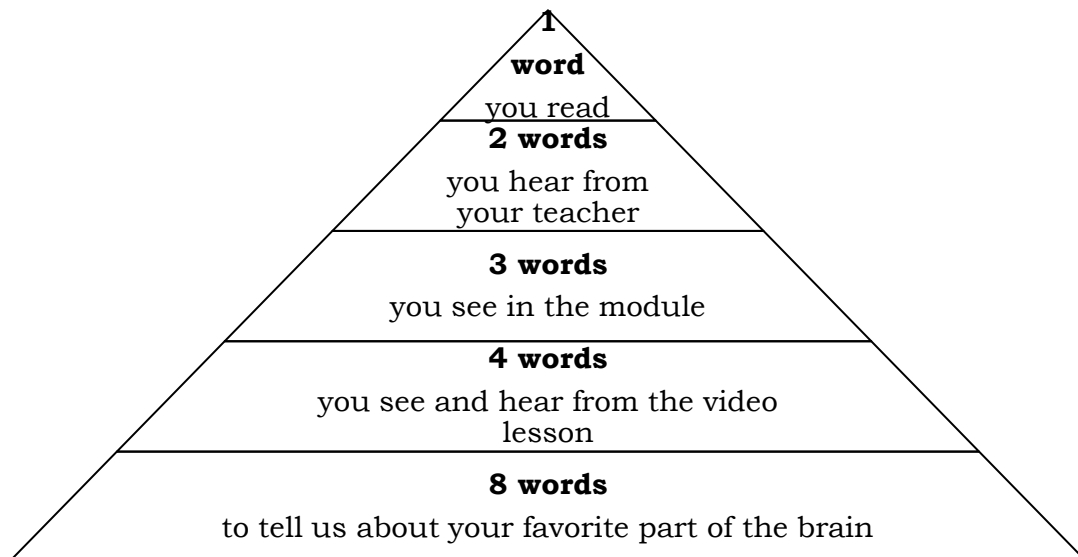 1
word
you read
2 words
you hear from
your teacher
3 words
you see in the module
4 words
you see and hear from the video
lesson
8 words
to tell us about your favorite part of the brain